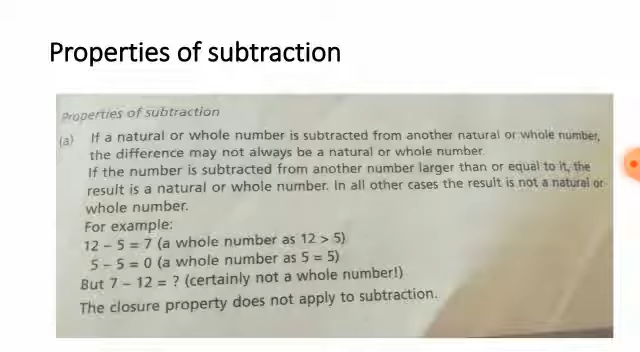 Properties of subtraction
Properties of subtraction
(a) If a natural or whole number is subtracted from another natural or whole number,
the difference may not always be a natural or whole number.
If the number is subtracted from another number larger than or equal to it, the
result is a natural or whole number. In all other cases the result is not a natural or
whole number.
For example:
12 – 5 = 7 (a whole number as 12 > 5)
5 – 5 = 0 (a whole number as 5 = 5)
But 7 – 12 = ? (certainly not a whole number!)
The closure property does not apply to subtraction.